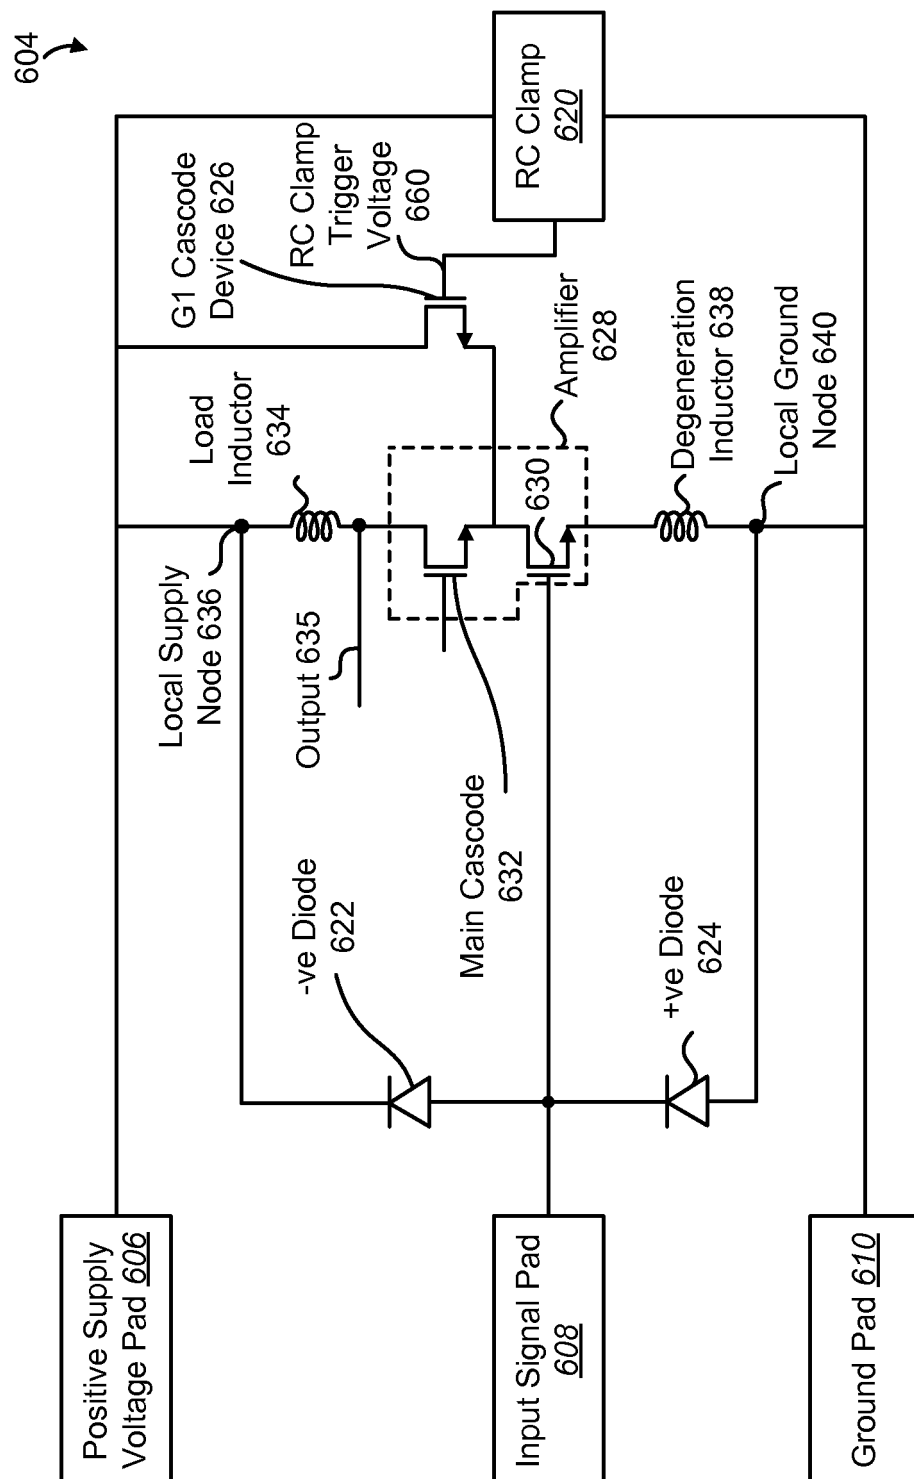 604
Positive Supply
Voltage Pad 606
Input Signal Pad
608
Ground Pad 610
-ve Diode
622
+ve Diode
624
Local Supply
Node 636
Output 635
Main Cascode
632
Load
Inductor
634
630
Amplifier
628
Degeneration
Inductor 638
Local Ground
Node 640
G1 Cascode
Device 626
RC Clamp
Trigger
Voltage
660
RC Clamp
620